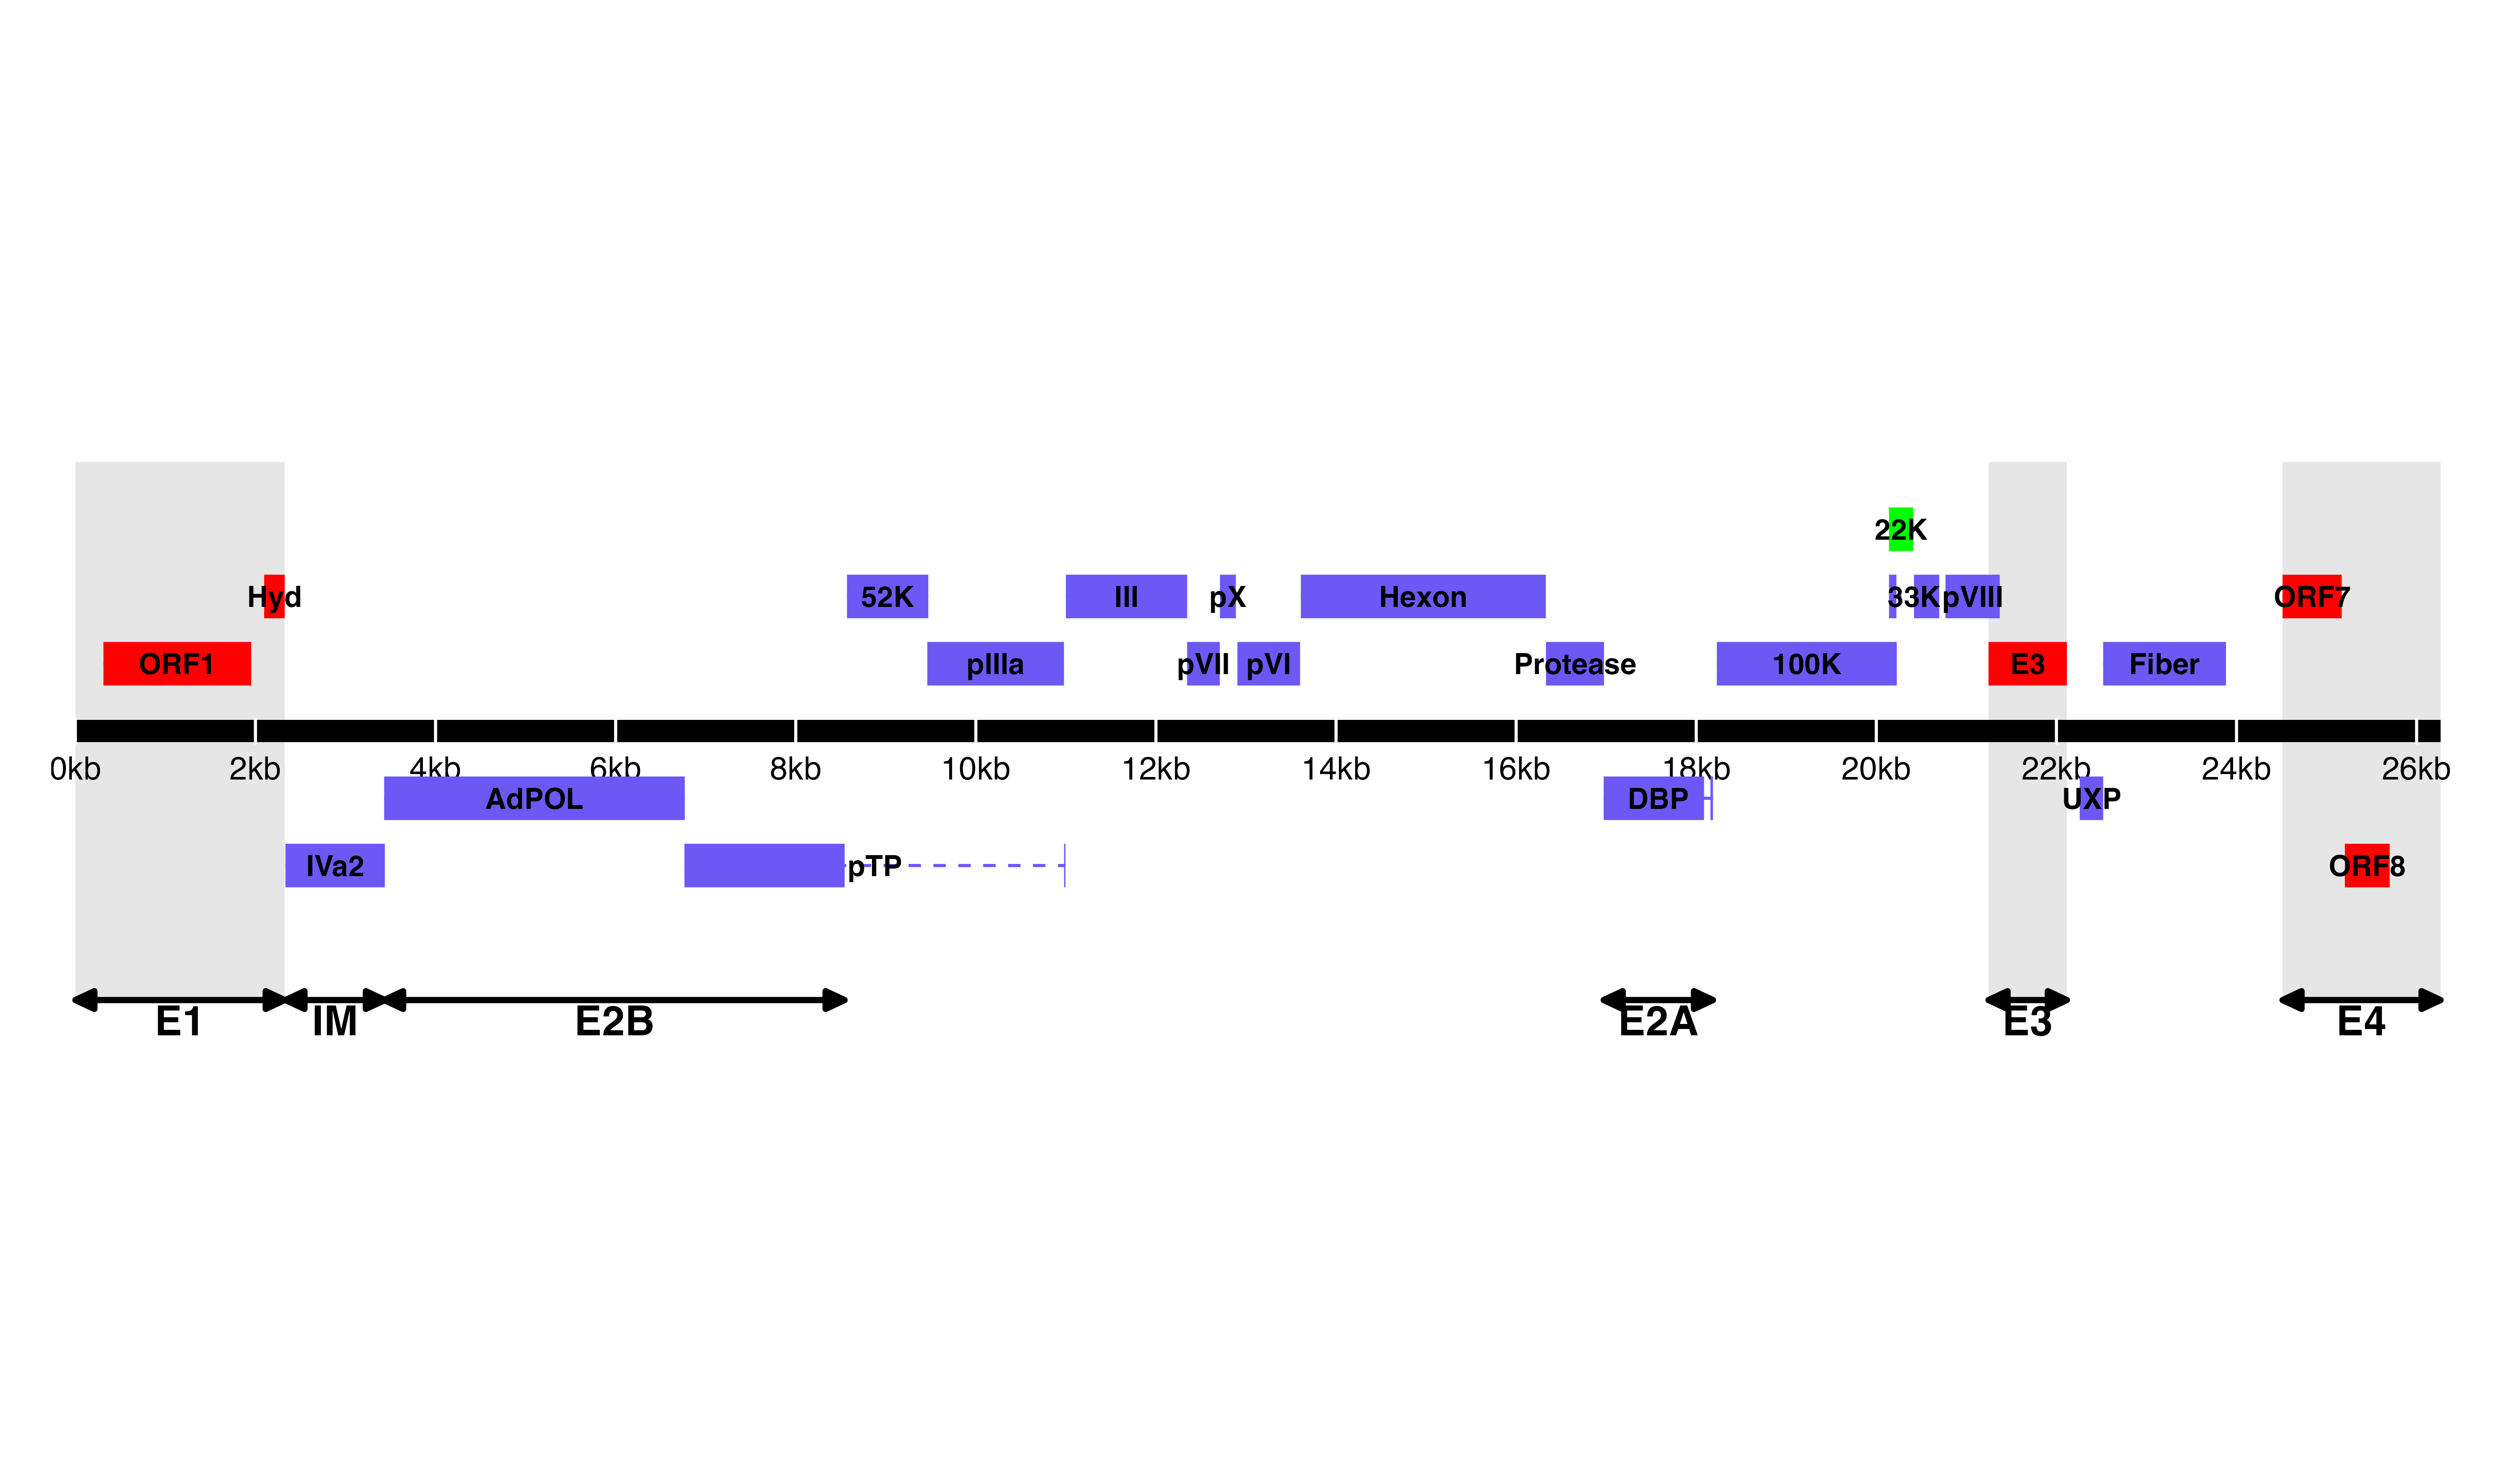 22K
Hyd 52K III pX Hexon 33K pVIII ORF7
ORF1 pIIIa pVII pVI Protease 100K E3 Fiber
0kb 2kb 4kb 6kb 8kb 10kb 12kb 14kb 16kb 18kb 20kb 22kb 24kb 26kb
AdPOL DBP UXP
IVa2 pTP ORF8
E1 IM E2B E2A E3 E4